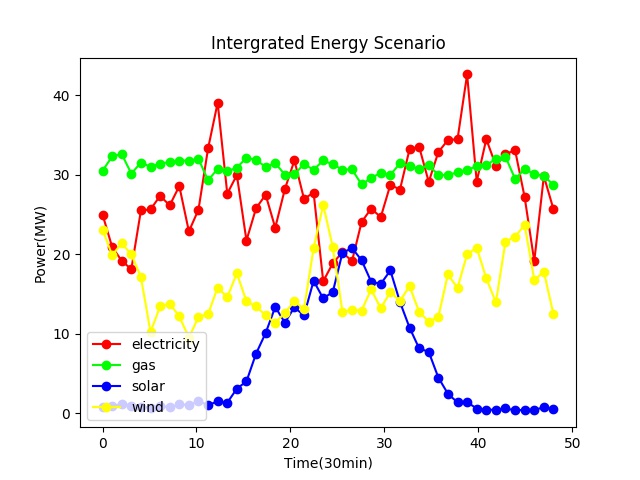 Intergrated Energy Scenario
Power(MW)
40
30
20
10
0
electricity
gas
solar
wind
0 10 20 30 40 50
Time(30min)